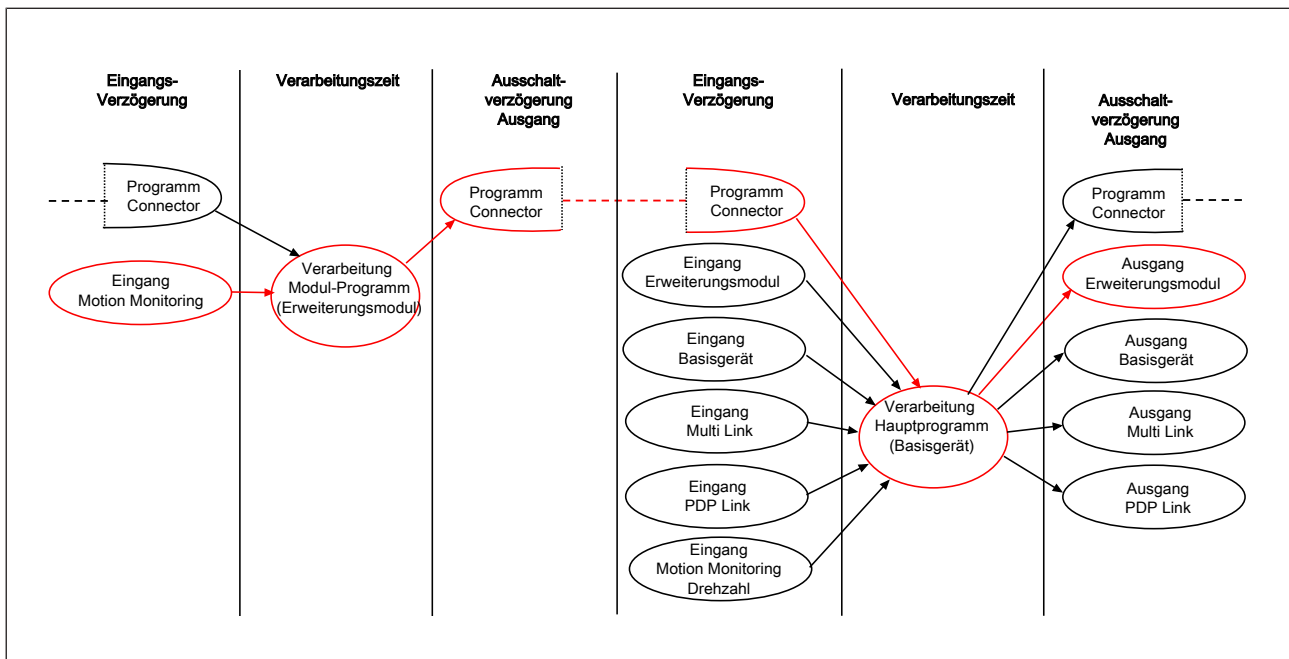 Eingangs-
Verzögerung
Verarbeitungszeit
Ausschalt-
verzögerung
Ausgang
Eingangs-
Verzögerung
Verarbeitungszeit
Ausschalt-
verzögerung
Ausgang
Programm
Connector
Eingang
Motion Monitoring
Verarbeitung
Modul-Programm
(Erweiterungsmodul)
Programm
Connector
Programm
Connector
Eingang
Erweiterungsmodul
Eingang
Basisgerät
Eingang
Multi Link
Eingang
PDP Link
Eingang
Motion Monitoring
Drehzahl
Verarbeitung
Hauptprogramm
(Basisgerät)
Programm
Connector
Ausgang
Erweiterungsmodul
Ausgang
Basisgerät
Ausgang
Multi Link
Ausgang
PDP Link